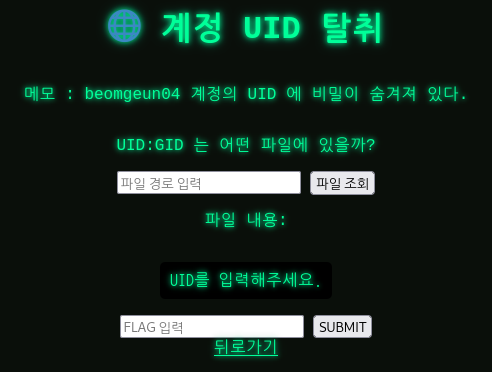 🌐 계정 UID 탈취
메모 : beomgeun04 계정의 UID 에 비밀이 숨겨져 있다.
UID:GID 는 어떤 파일에 있을까?
파일 경로 입력 파일 조회
파일 내용:
UID를 입력해주세요.
FLAG 입력 SUBMIT
뒤로가기